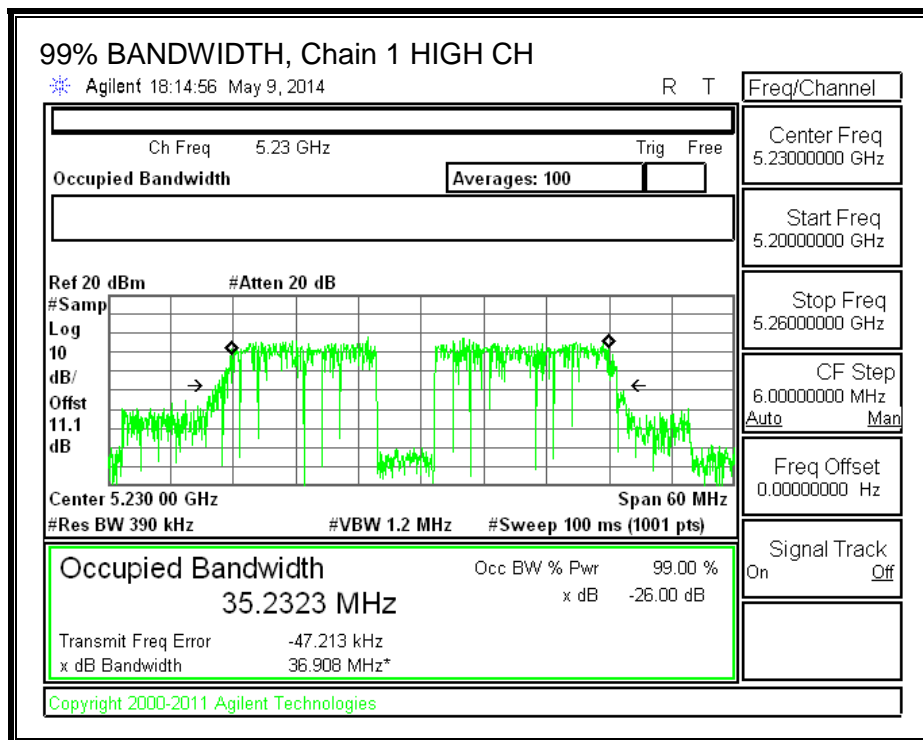 99% BANDWIDTH, Chain 1 HIGH CH
Agilent 18:14:56 May 9, 2014 R T
Freq/Channel
Ch Freq 5.23 GHz Trig Free
Occupied Bandwidth Averages: 100
Center Freq
5.23000000 GHz
Start Freq
5.20000000 GHz
Stop Freq
5.26000000 GHz
CF Step
6.00000000 MHz
Auto Man
Freq Offset
0.00000000 Hz
Signal Track
On Off
Ref 20 dBm #Atten 20 dB
#Samp
Log
10
dB/
Offst
11.1
dB
Center 5.230 00 GHz Span 60 MHz
#Res BW 390 kHz #VBW 1.2 MHz #Sweep 100 ms (1001 pts)
Occupied Bandwidth Occ BW % Pwr 99.00 %
35.2323 MHz x dB -26.00 dB
Transmit Freq Error -47.213 kHz
x dB Bandwidth 36.908 MHz*
Copyright 2000-2011 Agilent Technologies